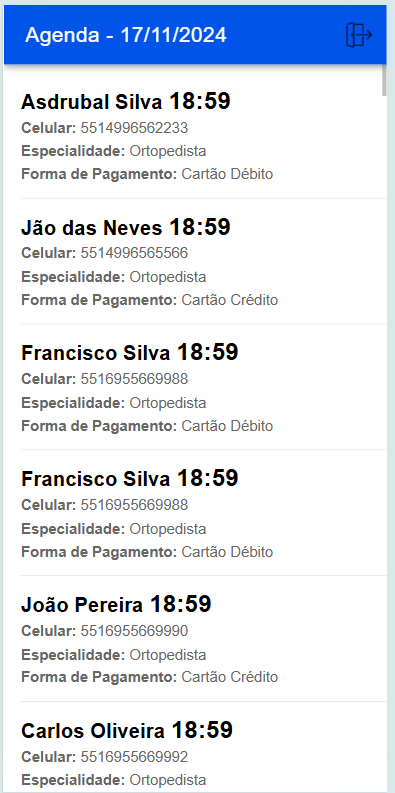 Agenda - 17/11/2024
Asdrubal Silva 18:59
Celular: 5514996562233
Especialidade: Ortopedista
Forma de Pagamento: Cartão Débito
Jão das Neves 18:59
Celular: 5514996565566
Especialidade: Ortopedista
Forma de Pagamento: Cartão Crédito
Francisco Silva 18:59
Celular: 5516955669988
Especialidade: Ortopedista
Forma de Pagamento: Cartão Débito
Francisco Silva 18:59
Celular: 5516955669988
Especialidade: Ortopedista
Forma de Pagamento: Cartão Débito
João Pereira 18:59
Celular: 5516955669990
Especialidade: Ortopedista
Forma de Pagamento: Cartão Crédito
Carlos Oliveira 18:59
Celular: 5516955669992
Especialidade: Ortopedista